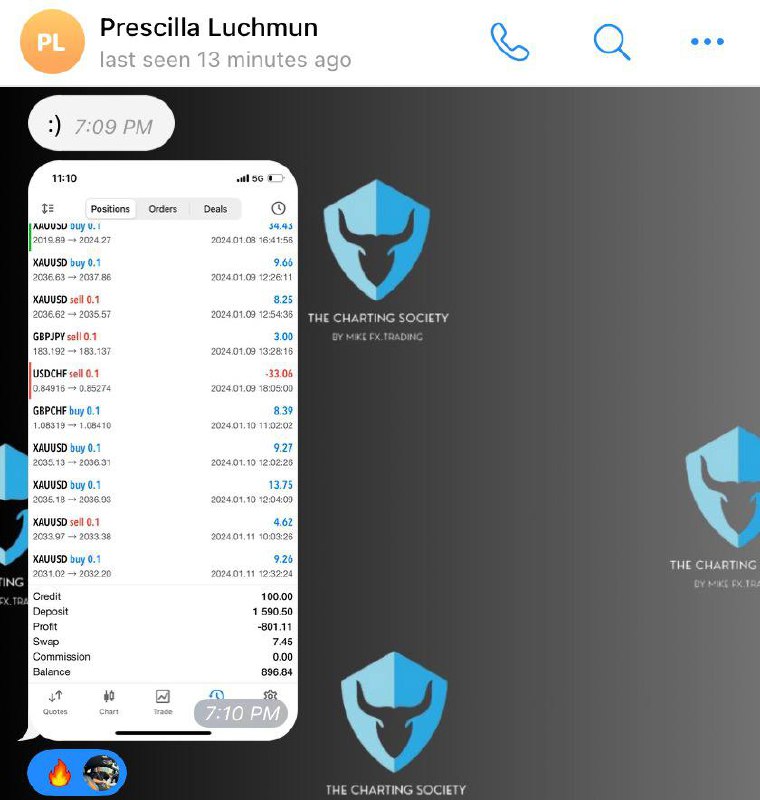 PL
Prescilla Luchmun
last seen 13 minutes ago
:) 7:09 PM
11:10
5G
Positions Orders Deals
XAUUSD buy 0.1 34.43
2019.89 → 2024.27 2024.01.08 16:41:56
XAUUSD buy 0.1 9.66
2036.63 → 2037.86 2024.01.09 12:26:11
XAUUSD sell 0.1 8.25
2036.62 → 2035.57 2024.01.09 12:54:36
GBPJPY sell 0.1 3.00
183.192 → 183.137 2024.01.09 13:28:16
USDCHF sell 0.1 -33.06
0.84916 → 0.85274 2024.01.09 18:05:00
GBPCHF buy 0.1 8.39
1.08319 → 1.08410 2024.01.10 11:02:02
XAUUSD buy 0.1 9.27
2035.13 → 2036.31 2024.01.10 12:02:26
XAUUSD buy 0.1 13.75
2035.18 → 2036.93 2024.01.10 12:04:09
XAUUSD sell 0.1 4.62
2033.97 → 2033.38 2024.01.11 10:03:26
XAUUSD buy 0.1 9.26
2031.02 → 2032.20 2024.01.11 12:32:24
Credit 100.00
Deposit 1 590.50
Profit -801.11
Swap 7.45
Commission 0.00
Balance 896.84
Quotes Chart Trade
7:10 PM
THE CHARTING SOCIETY
BY MIKE FX.TRADING
THE CHARTING
BY MIKE FX.TRA
TING
FX.TRA
THE CHARTING SOCIETY